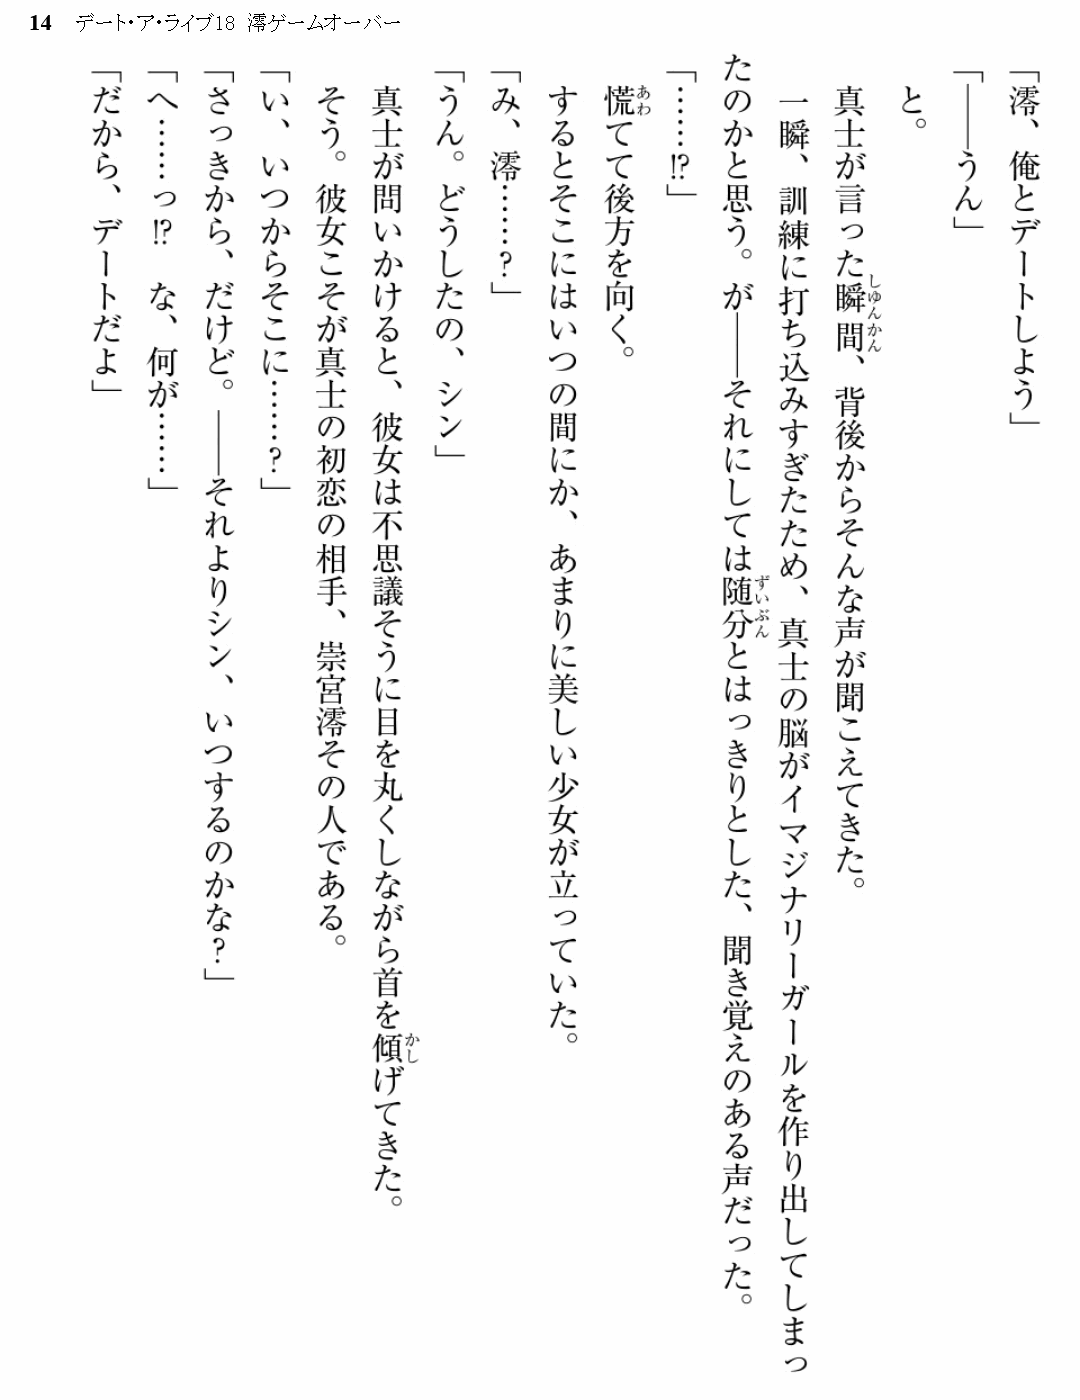 14 デート・ア・ライブ18 澪ゲームオーバー
「澪、俺とデートしよう」
「――うん」
と。
真士が言った瞬間、背後からそんな声が聞こえてきた。
一瞬、訓練に打ち込みすぎたため、真士の脳がイマジナリーガールを作り出してしまっ
たのかと思う。が――それにしては随分とはっきりとした、聞き覚えのある声だった。
「……!?」
慌てて後方を向く。
するとそこにはいつの間にか、あまりに美しい少女が立っていた。
「み、澪……?」
「うん。どうしたの、シン」
真士が問いかけると、彼女は不思議そうに目を丸くしながら首を傾げてきた。
そう。彼女こそが真士の初恋の相手、崇宮澪その人である。
「い、いつからそこに……?」
「さっきから、だけど。――それよりシン、いつするのかな?」
「へ……っ!? な、何が……」
「だから、デートだよ」